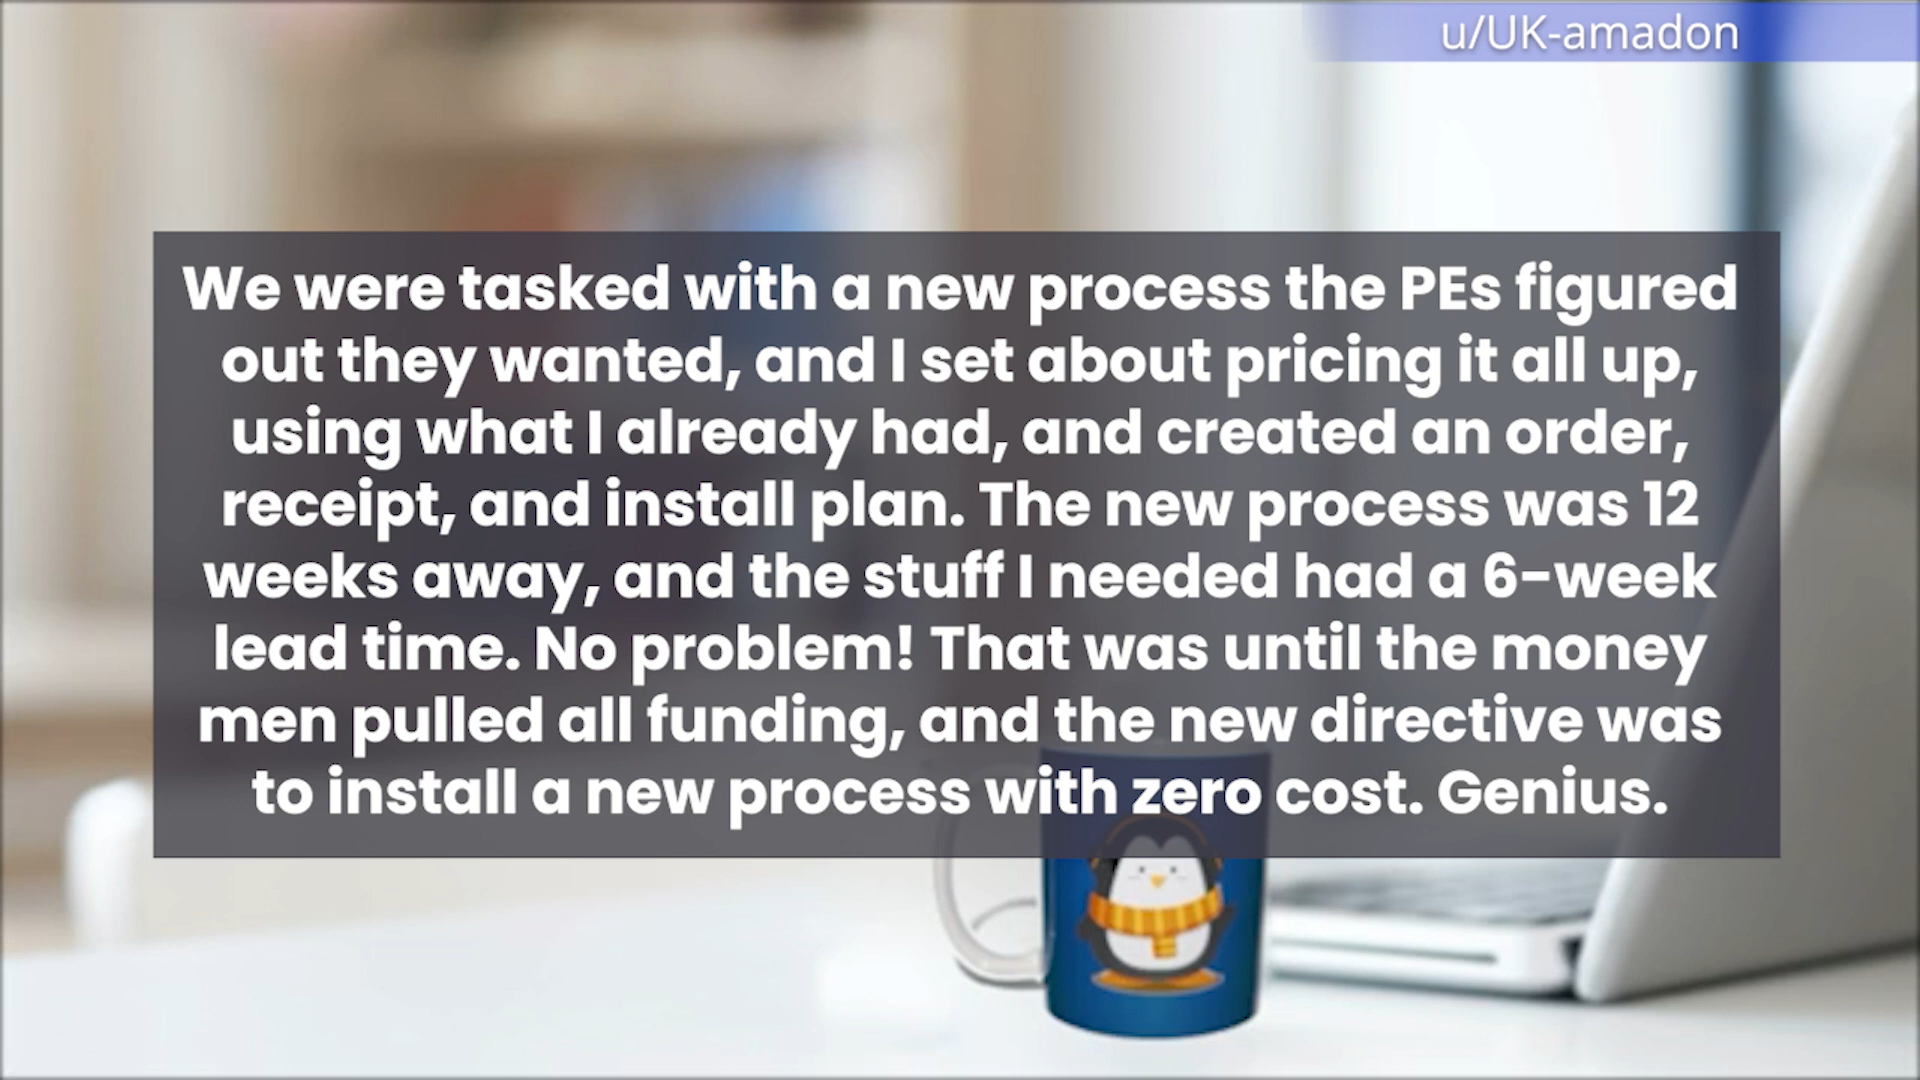 u/UK-amadon
We were tasked with a new process the PEs figured
out they wanted, and I set about pricing it all up,
using what I already had, and created an order,
receipt, and install plan. The new process was 12
weeks away, and the stuff I needed had a 6-week
lead time. No problem! That was until the money
men pulled all funding, and the new directive was
to install a new process with zero cost. Genius.